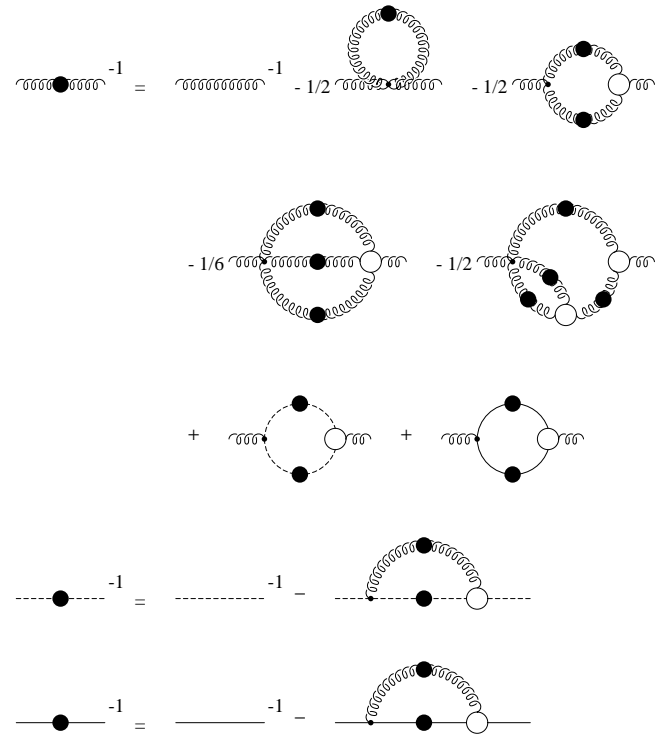 -1 = -1 - 1/2 - 1/2
- 1/6 - 1/2
+ +
-1 = -1 −
-1 = -1 −